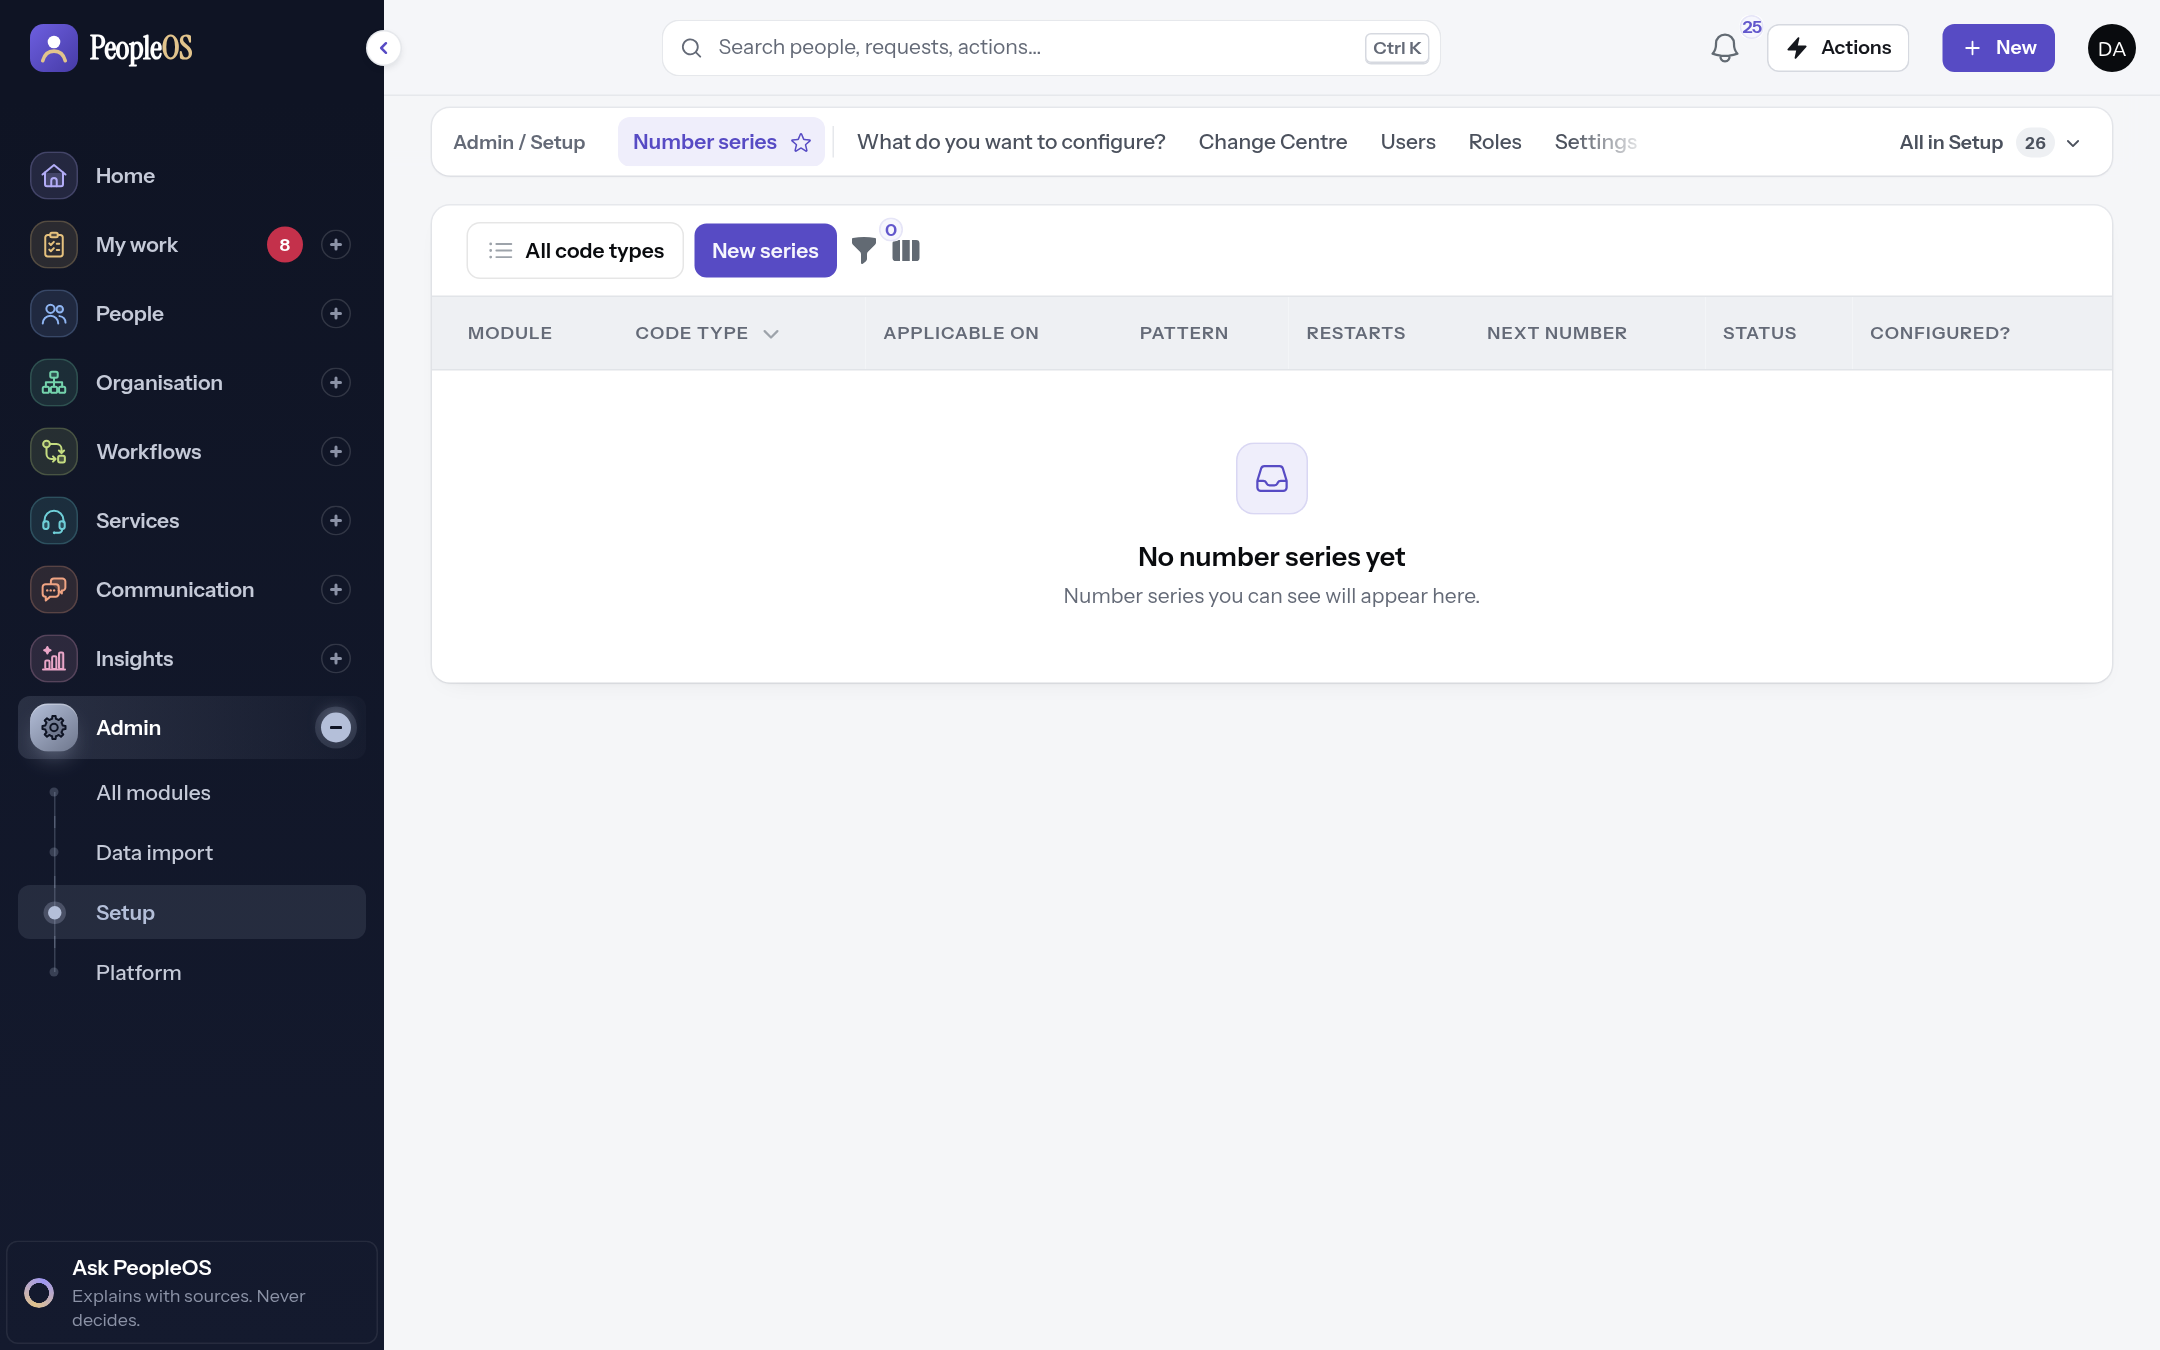 PeopleOS
Search people, requests, actions...
Ctrl K
25
Actions
New
DA
Admin / Setup
Number series
What do you want to configure?
Change Centre
Users
Roles
Settings
All in Setup
26
Home
My work
8
People
Organisation
Workflows
Services
Communication
Insights
Admin
All modules
Data import
Setup
Platform
Ask PeopleOS
Explains with sources. Never
decides.
All code types
New series
0
MODULE
CODE TYPE
APPLICABLE ON
PATTERN
RESTARTS
NEXT NUMBER
STATUS
CONFIGURED?
No number series yet
Number series you can see will appear here.